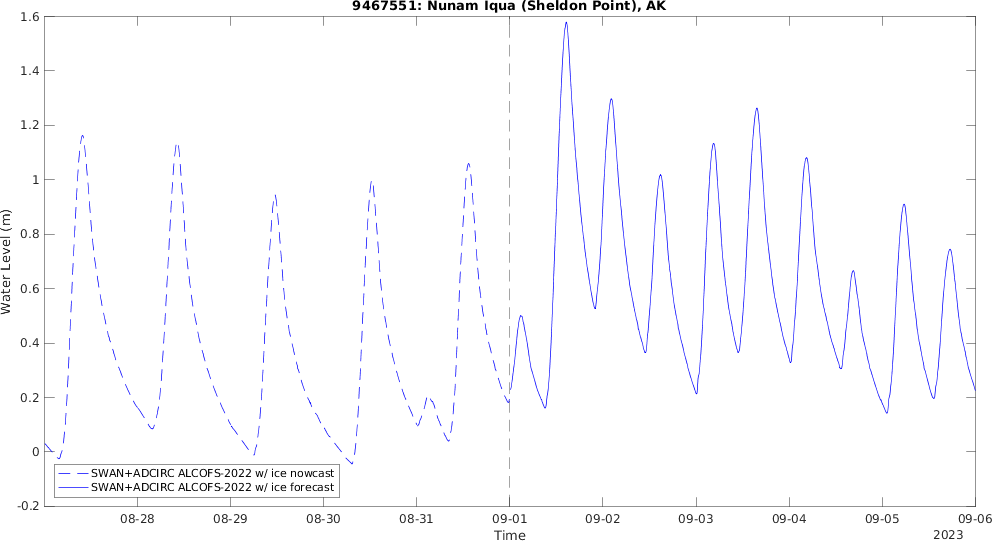 9467551: Nunam Iqua (Sheldon Point), AK
1.6
1.4
1.2
1
0.8
0.6
0.4
0.2
0
-0.2
Water Level (m)
SWAN+ADCIRC ALCOFS-2022 w/ ice nowcast
SWAN+ADCIRC ALCOFS-2022 w/ ice forecast
08-28 08-29 08-30 08-31 09-01 09-02 09-03 09-04 09-05 09-06
Time
2023